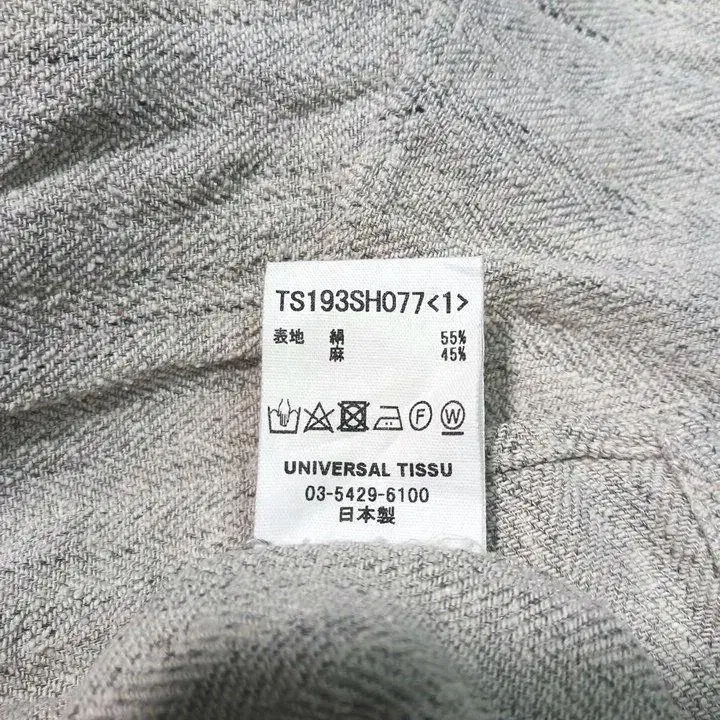 TS193SH077<1>
表地 絹 55%
麻 45%
F W
UNIVERSAL TISSU
03-5429-6100
日本製